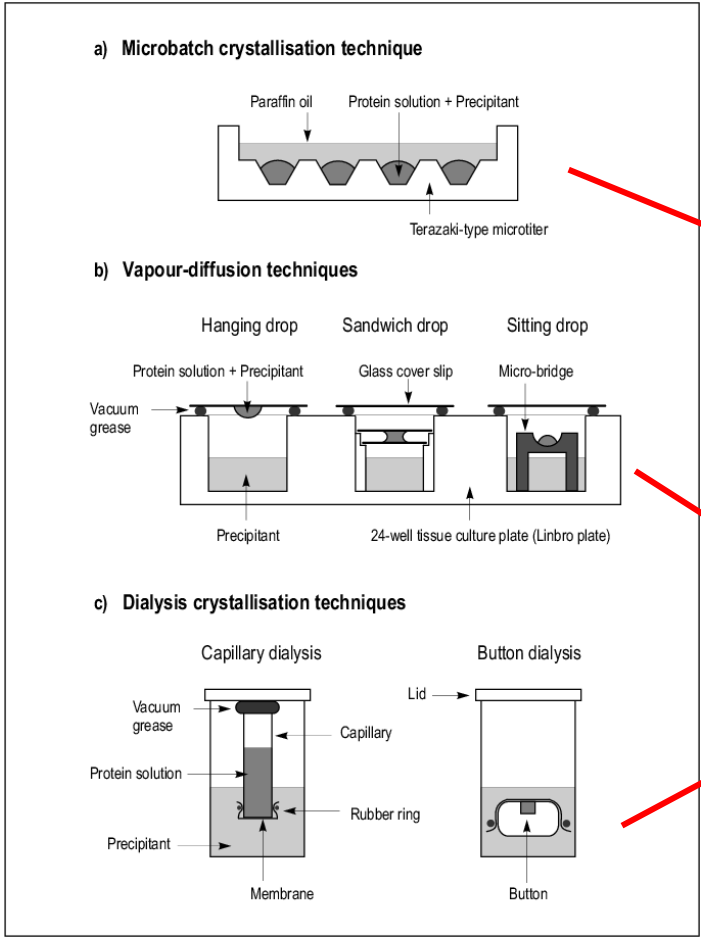 a) Microbatch crystallisation technique
Paraffin oil
Protein solution + Precipitant
Terazaki-type microtiter
b) Vapour-diffusion techniques
Hanging drop
Sandwich drop
Sitting drop
Protein solution + Precipitant
Glass cover slip
Micro-bridge
Vacuum
grease
Precipitant
24-well tissue culture plate (Linbro plate)
c) Dialysis crystallisation techniques
Capillary dialysis
Button dialysis
Lid
Vacuum
grease
Capillary
Protein solution
Rubber ring
Precipitant
Membrane
Button